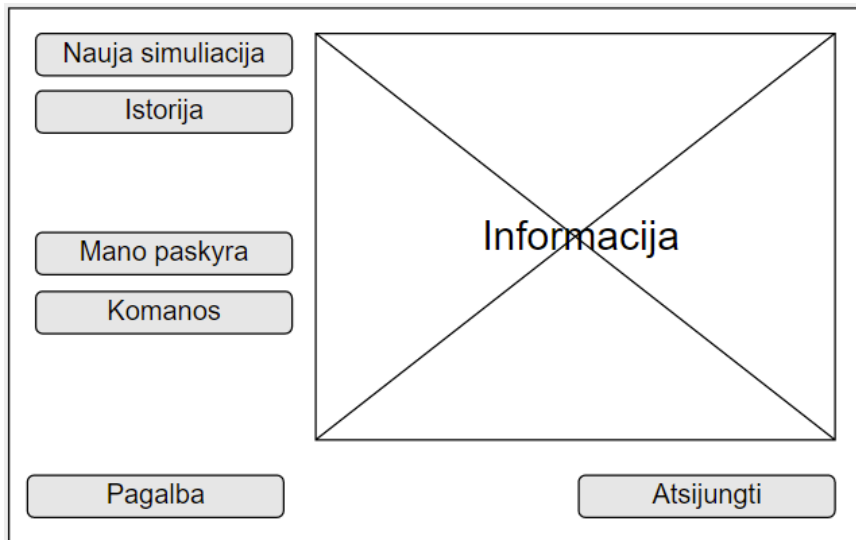 Nauja simuliacija
Istorija
Informacija
Mano paskyra
Komanos
Pagalba
Atsijungti